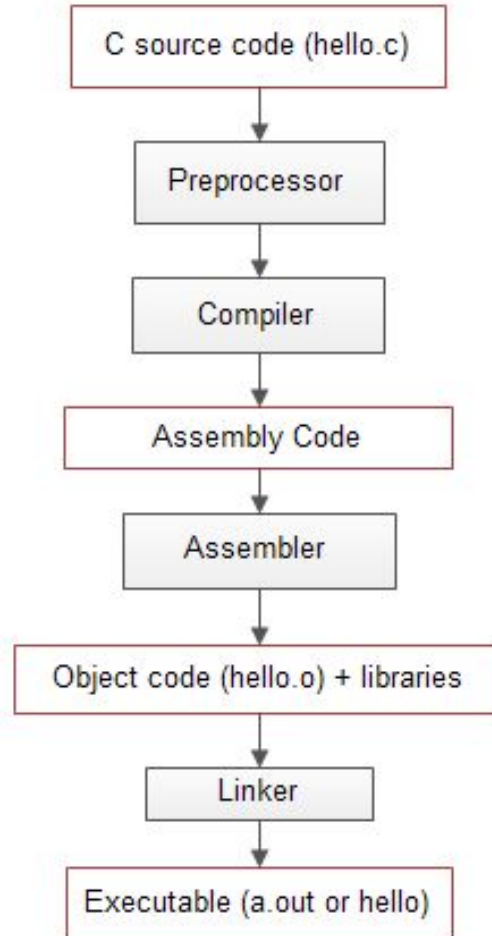 C source code (hello.c)
Preprocessor
Compiler
Assembly Code
Assembler
Object code (hello.o) + libraries
Linker
Executable (a.out or hello)